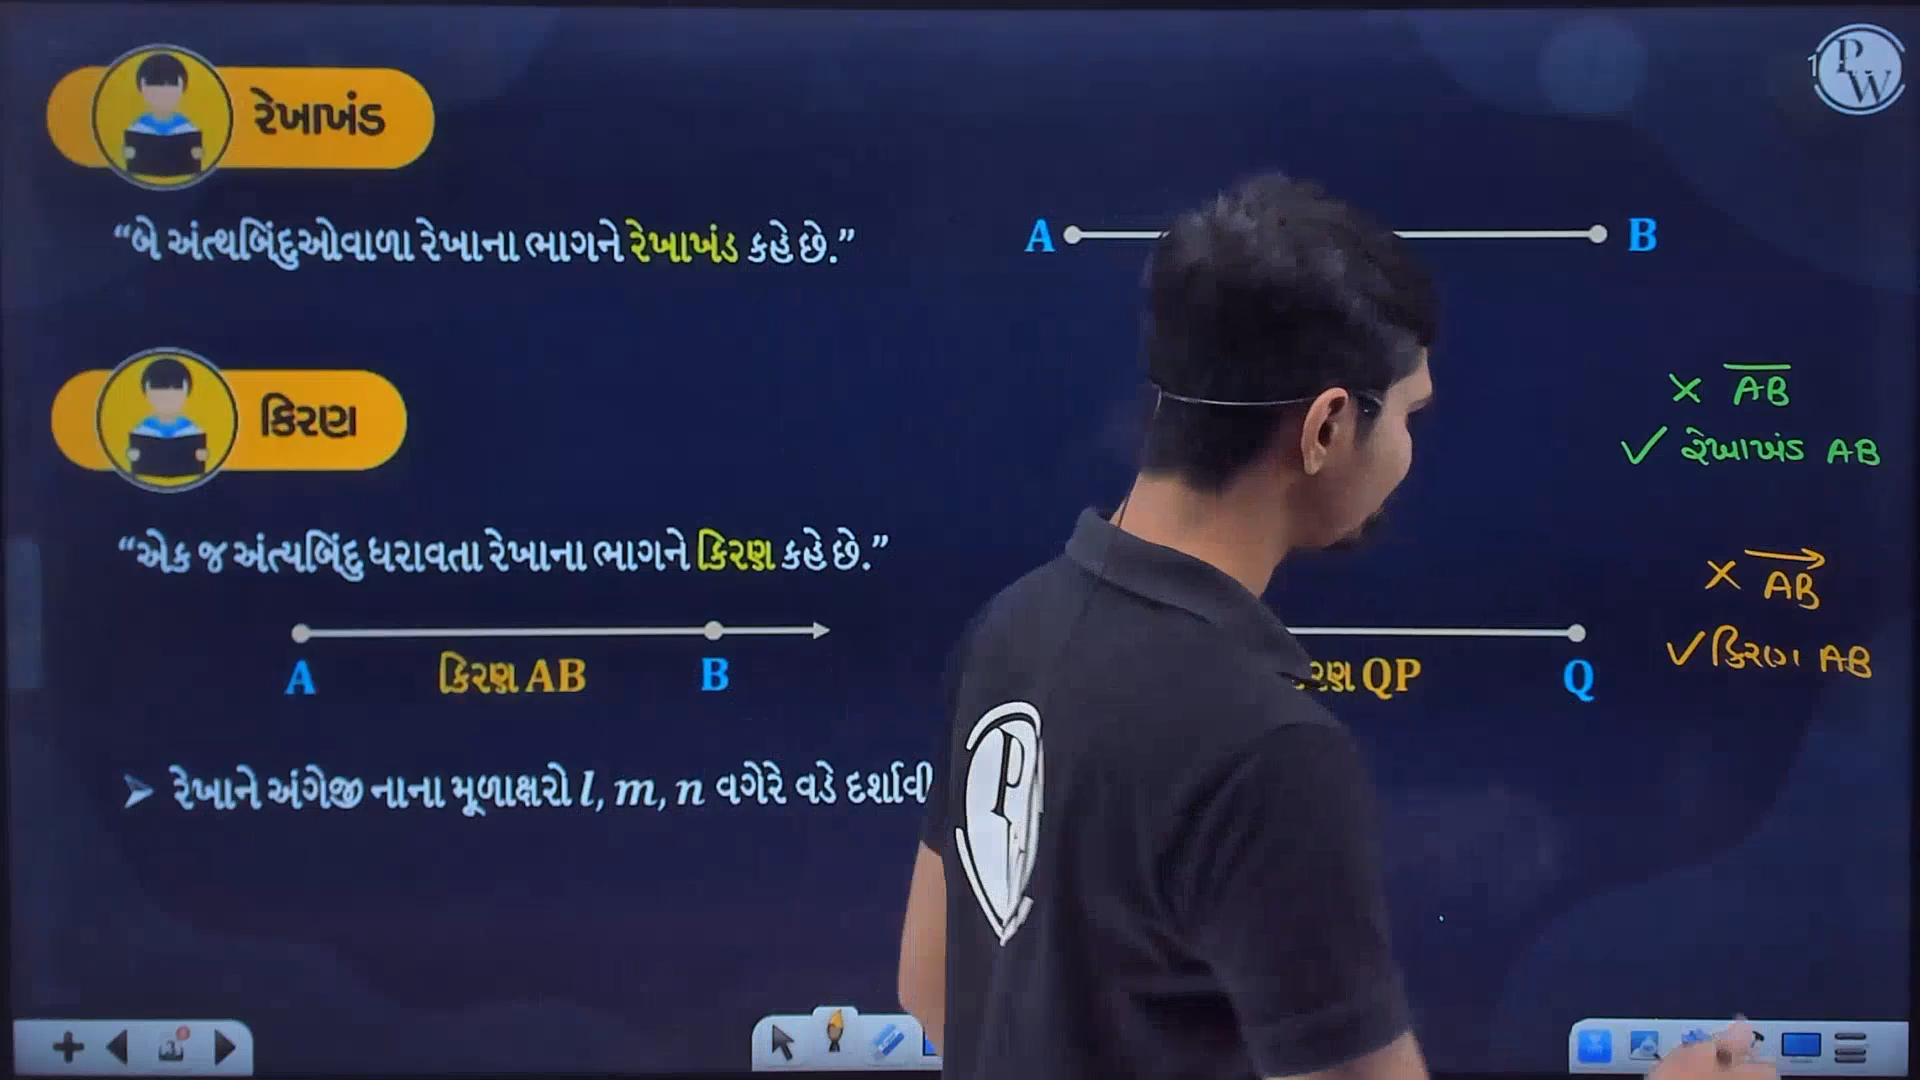 રેખાખંડ
“બે અંત્યબિંદુઓવાળા રેખાના ભાગને રેખાખંડ કહે છે.”
A B
× AB
✓ રેખાખંડ AB
કિરણ
“એક જ અંત્યબિંદુ ધરાવતા રેખાના ભાગને કિરણ કહે છે.”
× AB
✓ કિરણ AB
A કિરણ AB B
QP Q
➤ રેખાને અંગેજી નાના મૂળાક્ષરો l, m, n વગેરે વડે
PW